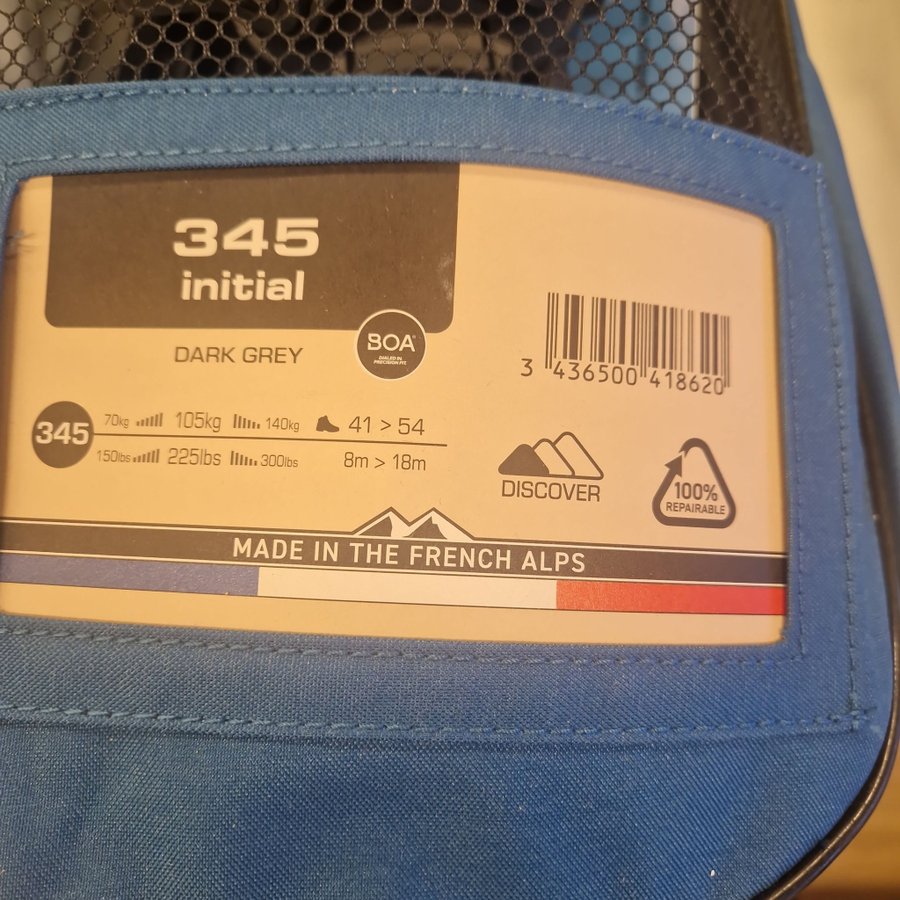 345
initial
DARK GREY
BOA
DIALED IN
PRECISION FIT
3 436500 418620
345
70kg 105kg 140kg 41 > 54
150lbs 225lbs 300lbs 8m > 18m
DISCOVER
100%
REPAIRABLE
MADE IN THE FRENCH ALPS